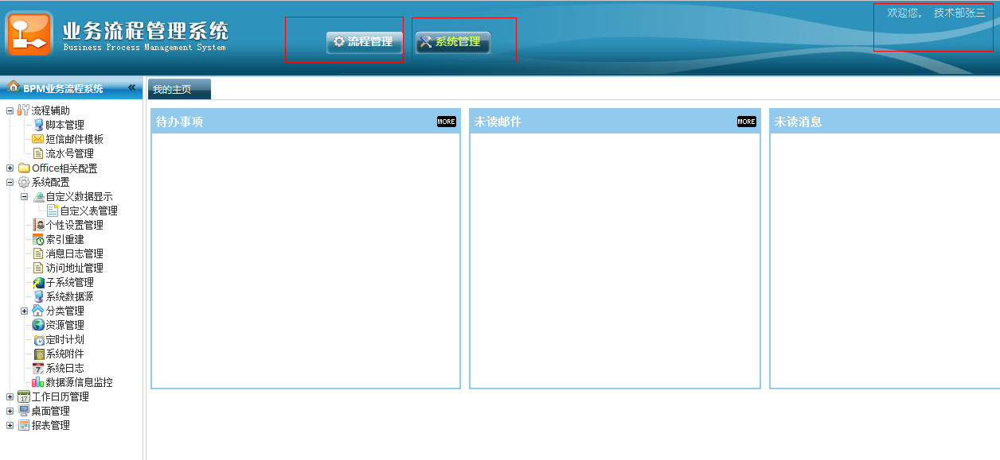 业务流程管理系统
Business Process Management System
流程管理
系统管理
欢迎您, 技术部张三
BPM业务流程系统
我的主页
流程辅助
脚本管理
短信邮件模板
流水号管理
Office相关配置
系统配置
自定义数据显示
自定义表管理
个性设置管理
索引重建
消息日志管理
访问地址管理
子系统管理
系统数据源
分类管理
资源管理
定时计划
系统附件
系统日志
数据源信息监控
工作日历管理
桌面管理
报表管理
待办事项
MORE
未读邮件
MORE
未读消息